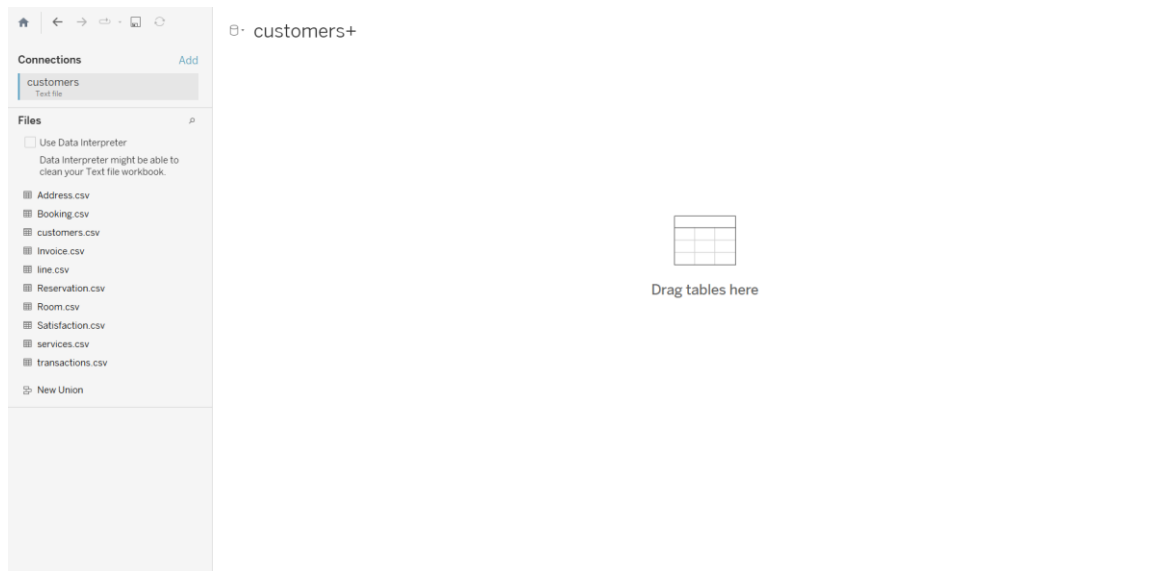 customers+
Connections
Add
customers
Text file
Files
Use Data Interpreter
Data Interpreter might be able to
clean your Text file workbook.
Address.csv
Booking.csv
customers.csv
Invoice.csv
line.csv
Reservation.csv
Room.csv
Satisfaction.csv
services.csv
transactions.csv
New Union
Drag tables here